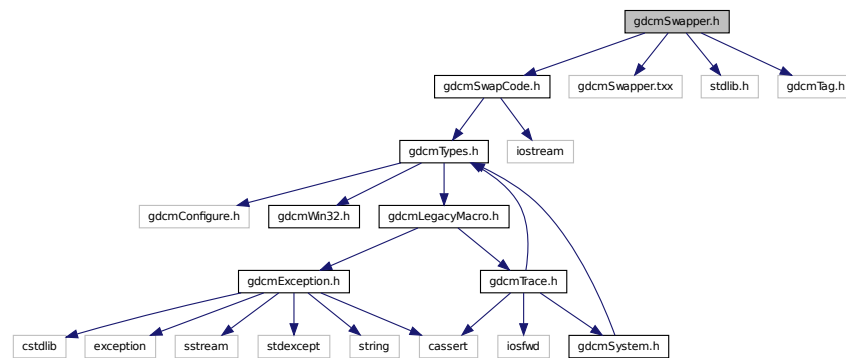 gdcmSwapper.h
gdcmSwapCode.h
gdcmSwapper.txx
stdlib.h
gdcmTag.h
gdcmTypes.h
iostream
gdcmConfigure.h
gdcmWin32.h
gdcmLegacyMacro.h
gdcmException.h
gdcmTrace.h
cstdlib
exception
sstream
stdexcept
string
cassert
iosfwd
gdcmSystem.h